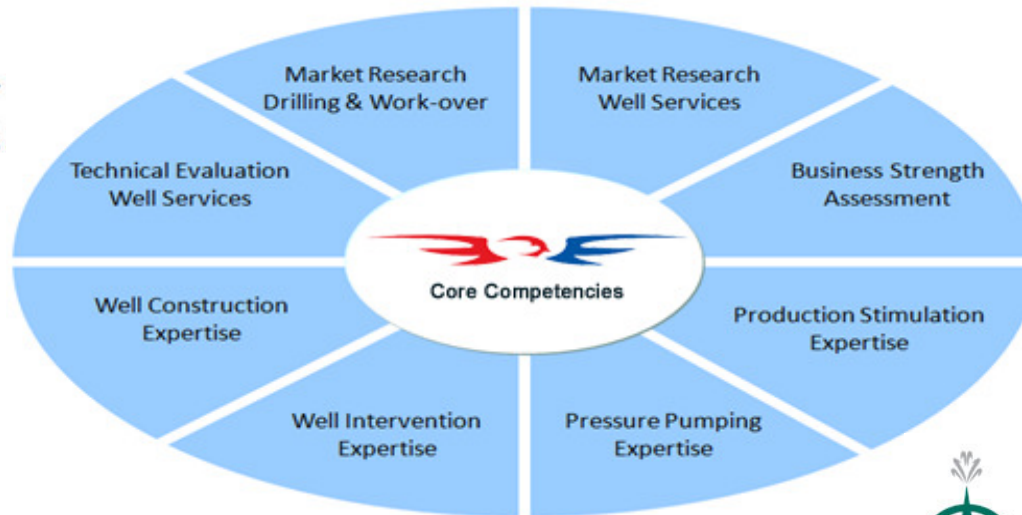 Market Research
Drilling & Work-over
Market Research
Well Services
Technical Evaluation
Well Services
Business Strength
Assessment
Core Competencies
Well Construction
Expertise
Production Stimulation
Expertise
Well Intervention
Expertise
Pressure Pumping
Expertise